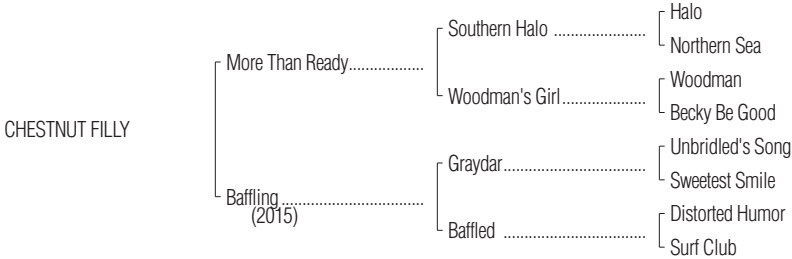 Halo
Southern Halo ......................
Northern Sea
More Than Ready..................
Woodman
Woodman's Girl....................
Becky Be Good
CHESTNUT FILLY
Unbridled's Song
Graydar..................................
Sweetest Smile
Baffling ..................................
(2015)
Distorted Humor
Baffled ..................................
Surf Club